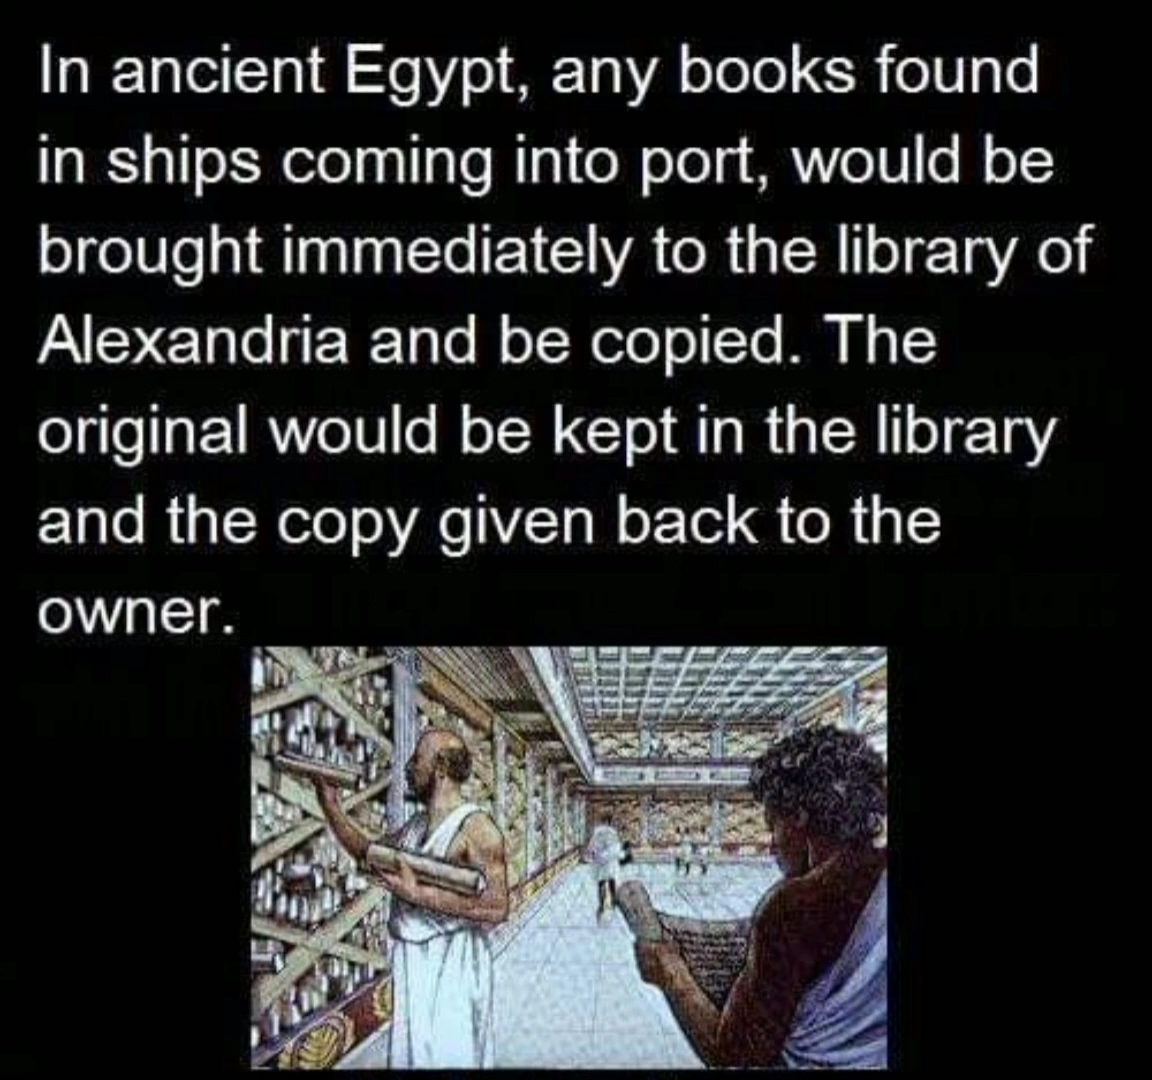 In ancient Egypt, any books found
in ships coming into port, would be
brought immediately to the library of
Alexandria and be copied. The
original would be kept in the library
and the copy given back to the
owner.